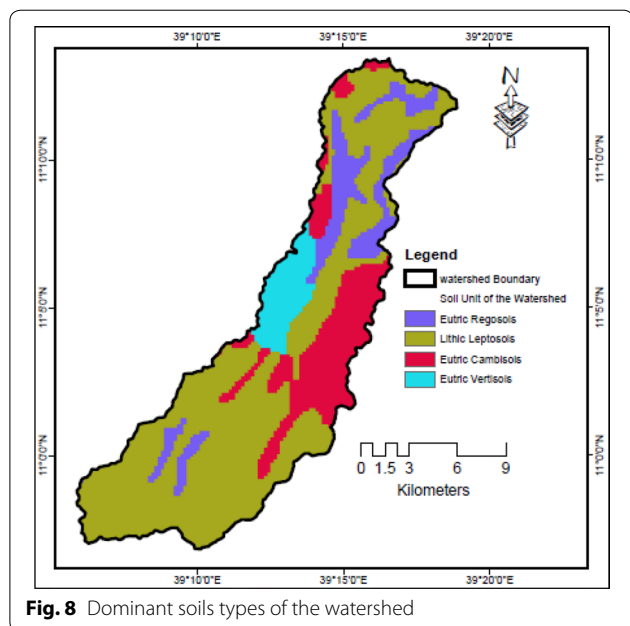 39°10'0"E 39°15'0"E 39°20'0"E
N
11°10'0"N 11°10'0"N
Legend
watershed Boundary
Soil Unit of the Watershed
Eutric Regosols
Lithic Leptosols
Eutric Cambisols
Eutric Vertisols
11°5'0"N 11°5'0"N
11°0'0"N 11°0'0"N
0 1.5 3 6 9
Kilometers
39°10'0"E 39°15'0"E 39°20'0"E
Fig. 8 Dominant soils types of the watershed